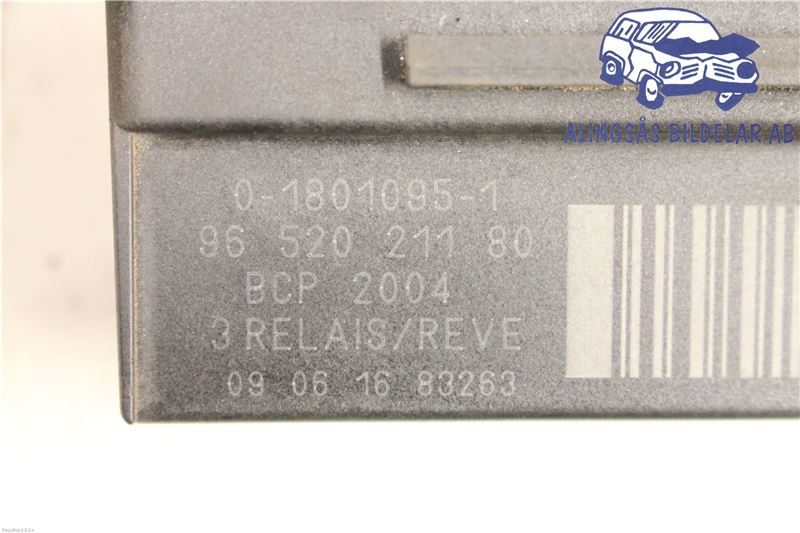 ALINGSÅS BILDELAR AB
0-1801095-1
96 520 211 80
BCP 2004
3 RELAIS/REVE
09 06 16 83263